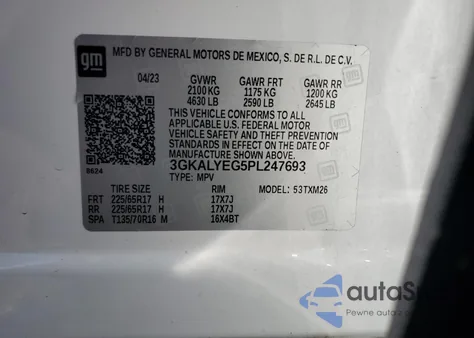 gm
MFD BY GENERAL MOTORS DE MEXICO, S. DE R.L. DE C.V.
04/23 GVWR GAWR FRT GAWR RR
2100 KG 1175 KG 1200 KG
4630 LB 2590 LB 2645 LB
THIS VEHICLE CONFORMS TO ALL
APPLICABLE U.S. FEDERAL MOTOR
VEHICLE SAFETY AND THEFT PREVENTION
STANDARDS IN EFFECT ON THE DATE OF
MANUFACTURE SHOWN ABOVE.
8624 3GKALYEG5PL247693
TYPE: MPV
TIRE SIZE RIM MODEL: 53TXM26
FRT 225/65R17 H 17X7J
RR 225/65R17 H 17X7J
SPA T135/70R16 M 16X4BT
Pewne auto